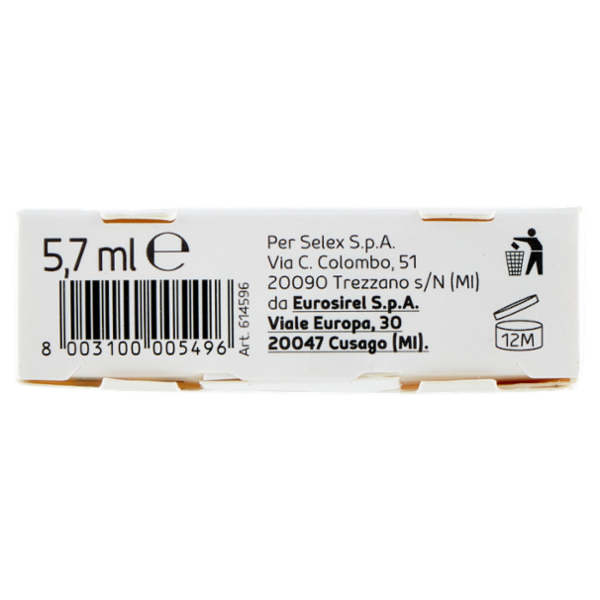 5,7 ml ℮
8 003100 005496
Art. 614596
Per Selex S.p.A.
Via C. Colombo, 51
20090 Trezzano s/N (MI)
da Eurosirel S.p.A.
Viale Europa, 30
20047 Cusago (MI).
12M